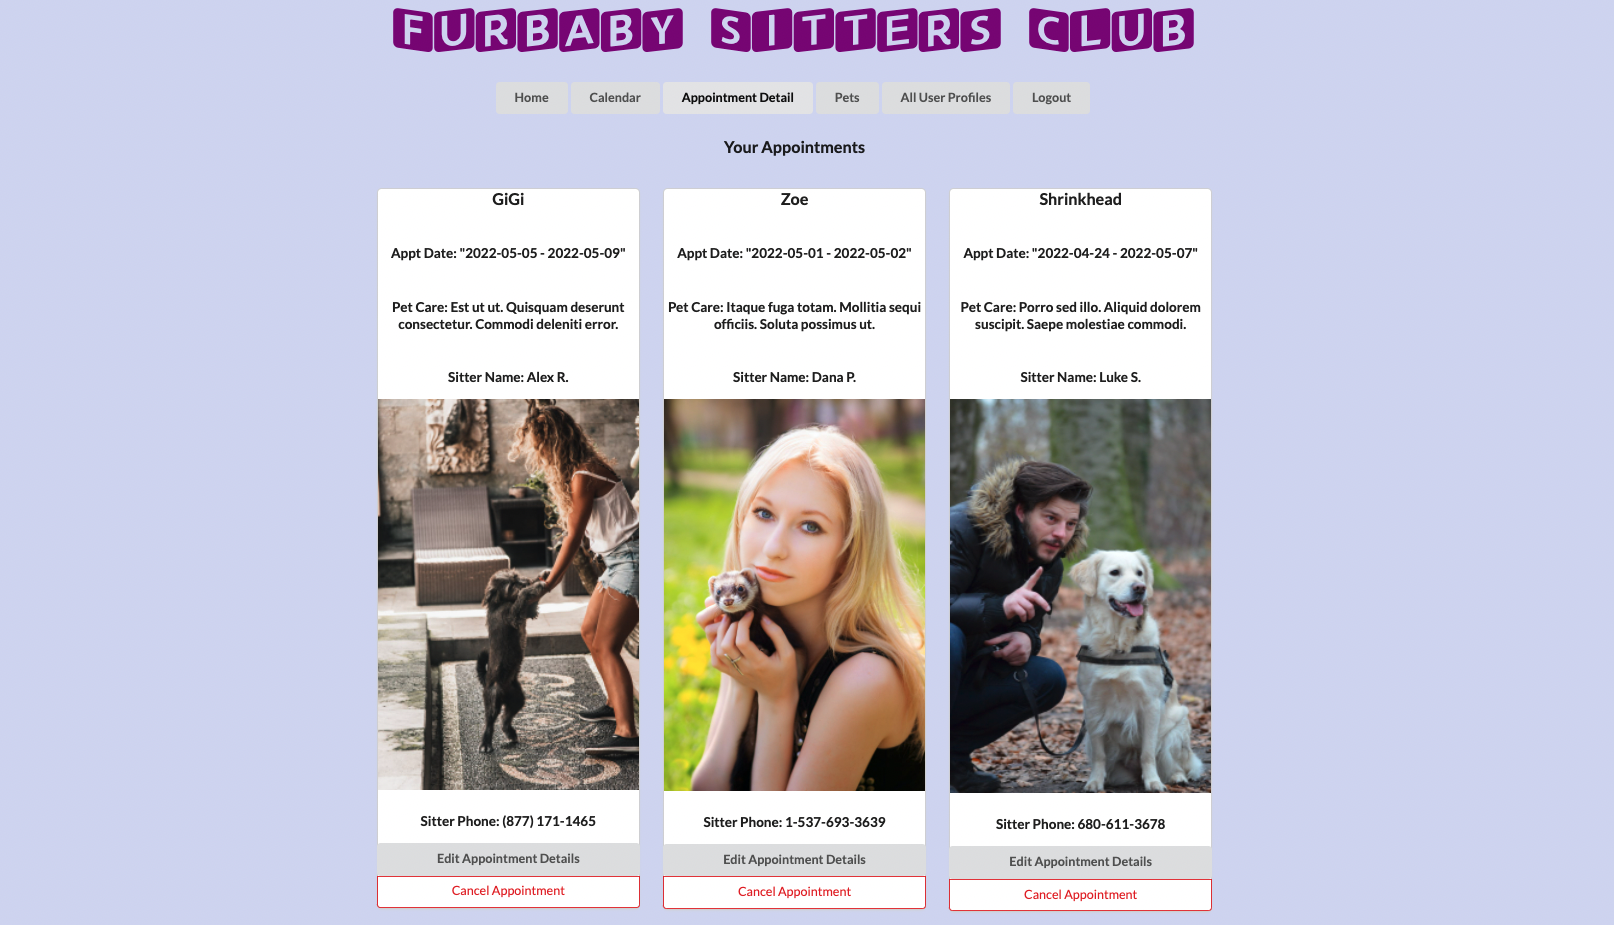 FURBABY SITTERS CLUB
Home
Calendar
Appointment Detail
Pets
All User Profiles
Logout
Your Appointments
GiGi
Appt Date: "2022-05-05 - 2022-05-09"
Pet Care: Est ut ut. Quisquam deserunt
consectetur. Commodi deleniti error.
Sitter Name: Alex R.
Sitter Phone: (877) 171-1465
Edit Appointment Details
Cancel Appointment
Zoe
Appt Date: "2022-05-01 - 2022-05-02"
Pet Care: Itaque fuga totam. Mollitia sequi
officiis. Soluta possimus ut.
Sitter Name: Dana P.
Sitter Phone: 1-537-693-3639
Edit Appointment Details
Cancel Appointment
Shrinkhead
Appt Date: "2022-04-24 - 2022-05-07"
Pet Care: Porro sed illo. Aliquid dolorem
suscipit. Saepe molestiae commodi.
Sitter Name: Luke S.
Sitter Phone: 680-611-3678
Edit Appointment Details
Cancel Appointment